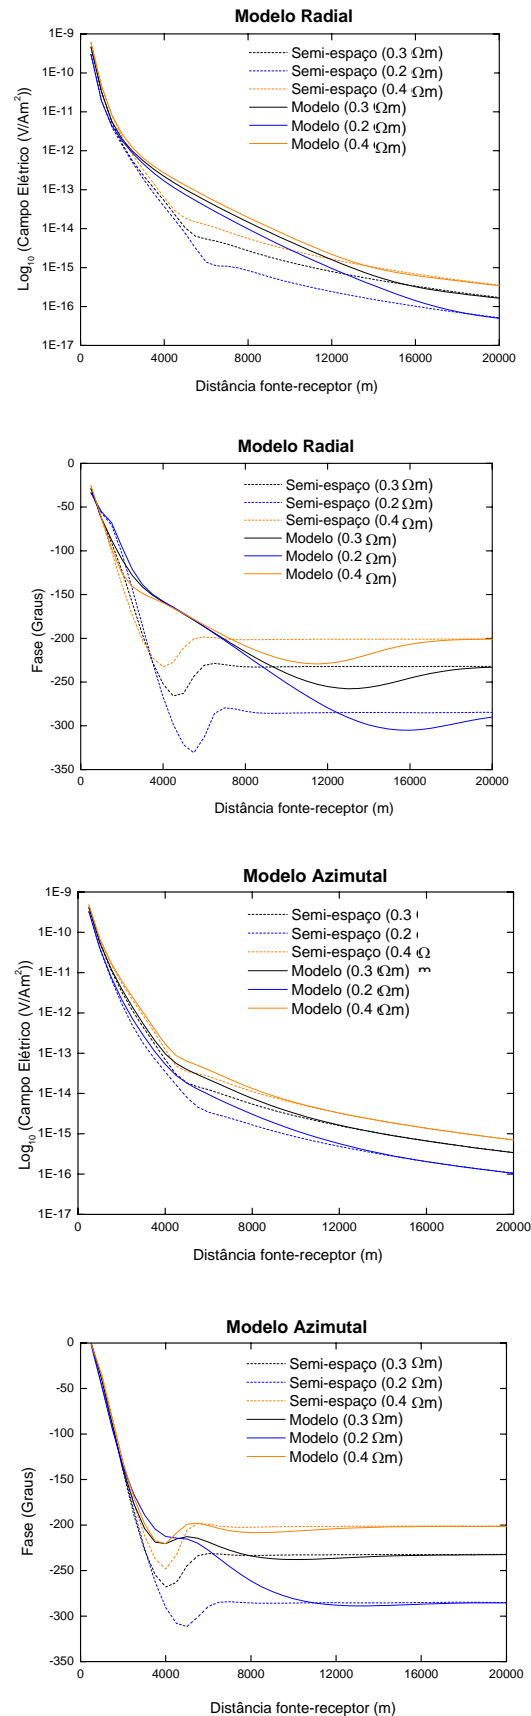 Modelo Radial
Log10 (Campo Elétrico (V/Am²))
1E-9
1E-10
1E-11
1E-12
1E-13
1E-14
1E-15
1E-16
1E-17
Semi-espaço (0.3 Ωm)
Semi-espaço (0.2 Ωm)
Semi-espaço (0.4 Ωm)
Modelo (0.3 Ωm)
Modelo (0.2 Ωm)
Modelo (0.4 Ωm)
0 4000 8000 12000 16000 20000
Distância fonte-receptor (m)
Modelo Radial
Fase (Graus)
0
-50
-100
-150
-200
-250
-300
-350
Semi-espaço (0.3 Ωm)
Semi-espaço (0.2 Ωm)
Semi-espaço (0.4 Ωm)
Modelo (0.3 Ωm)
Modelo (0.2 Ωm)
Modelo (0.4 Ωm)
0 4000 8000 12000 16000 20000
Distância fonte-receptor (m)
Modelo Azimutal
Log10 (Campo Elétrico (V/Am²))
1E-9
1E-10
1E-11
1E-12
1E-13
1E-14
1E-15
1E-16
1E-17
Semi-espaço (0.3
Semi-espaço (0.2
Semi-espaço (0.4 Ω
Modelo (0.3 Ωm) m
Modelo (0.2 Ωm)
Modelo (0.4 Ωm)
0 4000 8000 12000 16000 20000
Distância fonte-receptor (m)
Modelo Azimutal
Fase (Graus)
0
-50
-100
-150
-200
-250
-300
-350
Semi-espaço (0.3 Ωm)
Semi-espaço (0.2 Ωm)
Semi-espaço (0.4 Ωm)
Modelo (0.3 Ωm)
Modelo (0.2 Ωm)
Modelo (0.4 Ωm)
0 4000 8000 12000 16000 20000
Distância fonte-receptor (m)